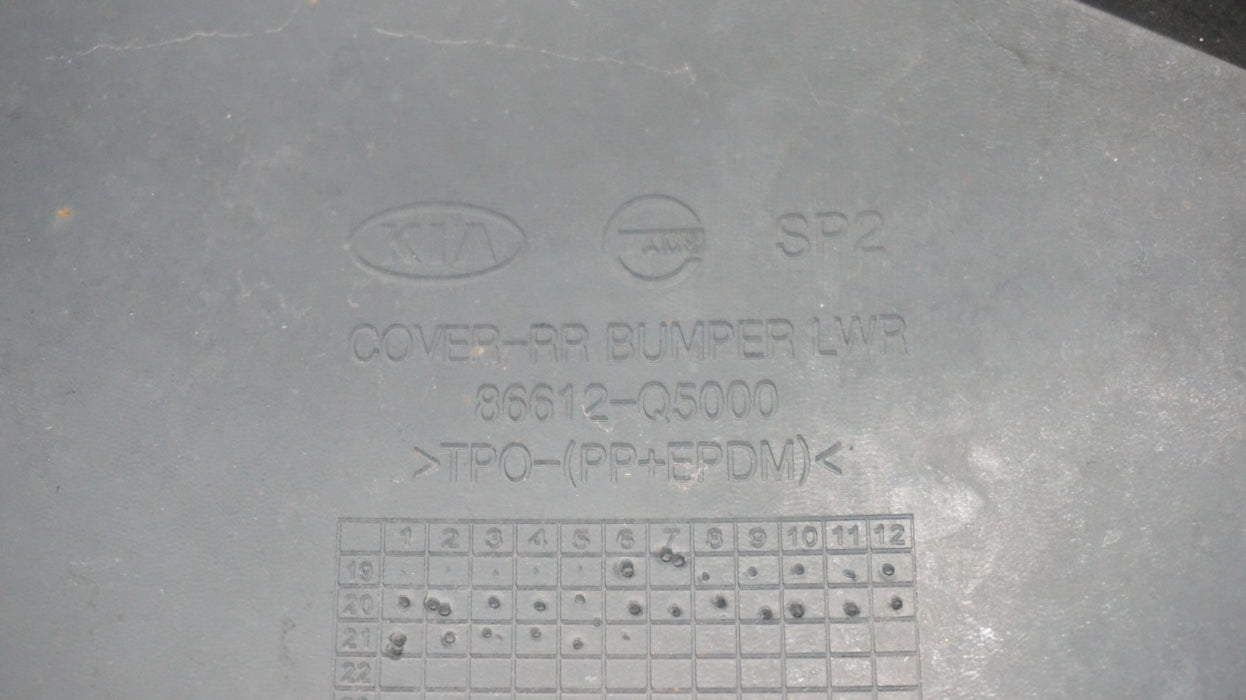 KIA AMS SP2
COVER-RR BUMPER LWR
86612-Q5000
>TPO-(PP+EPDM)<
1 2 3 4 5 6 7 8 9 10 11 12
19
20
21
22